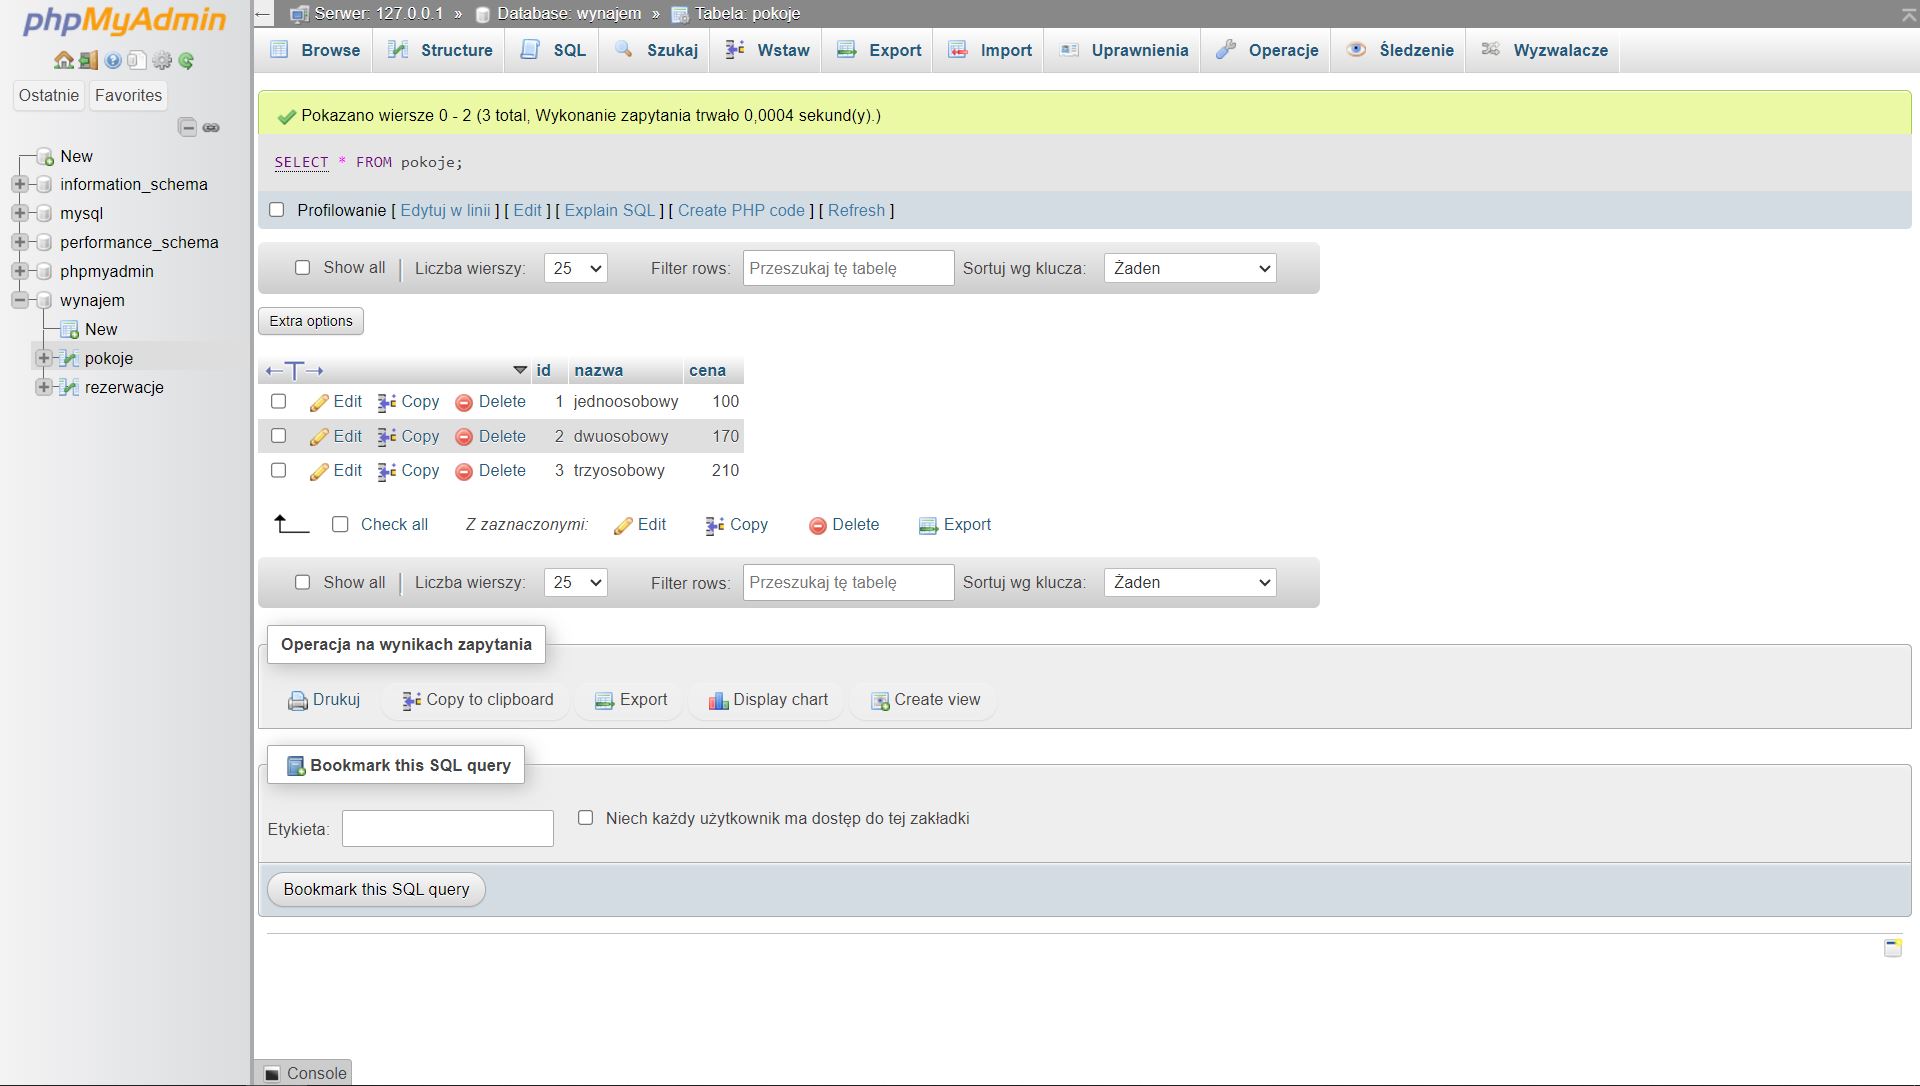 phpMyAdmin
Ostatnie Favorites
New
information_schema
mysql
performance_schema
phpmyadmin
wynajem
New
pokoje
rezerwacje
Serwer: 127.0.0.1 » Database: wynajem » Tabela: pokoje
Browse Structure SQL Szukaj Wstaw Export Import Uprawnienia Operacje Śledzenie Wyzwalacze
Pokazano wiersze 0 - 2 (3 total, Wykonanie zapytania trwało 0,0004 sekund(y).)
SELECT * FROM pokoje;
Profilowanie [ Edytuj w linii ] [ Edit ] [ Explain SQL ] [ Create PHP code ] [ Refresh ]
Show all | Liczba wierszy: 25 Filter rows: Przeszukaj tę tabelę Sortuj wg klucza: Żaden
Extra options
←T→ id nazwa cena
Edit Copy Delete 1 jednoosobowy 100
Edit Copy Delete 2 dwuosobowy 170
Edit Copy Delete 3 trzyosobowy 210
Check all Z zaznaczonymi: Edit Copy Delete Export
Show all | Liczba wierszy: 25 Filter rows: Przeszukaj tę tabelę Sortuj wg klucza: Żaden
Operacja na wynikach zapytania
Drukuj Copy to clipboard Export Display chart Create view
Bookmark this SQL query
Etykieta: Niech każdy użytkownik ma dostęp do tej zakładki
Bookmark this SQL query
Console